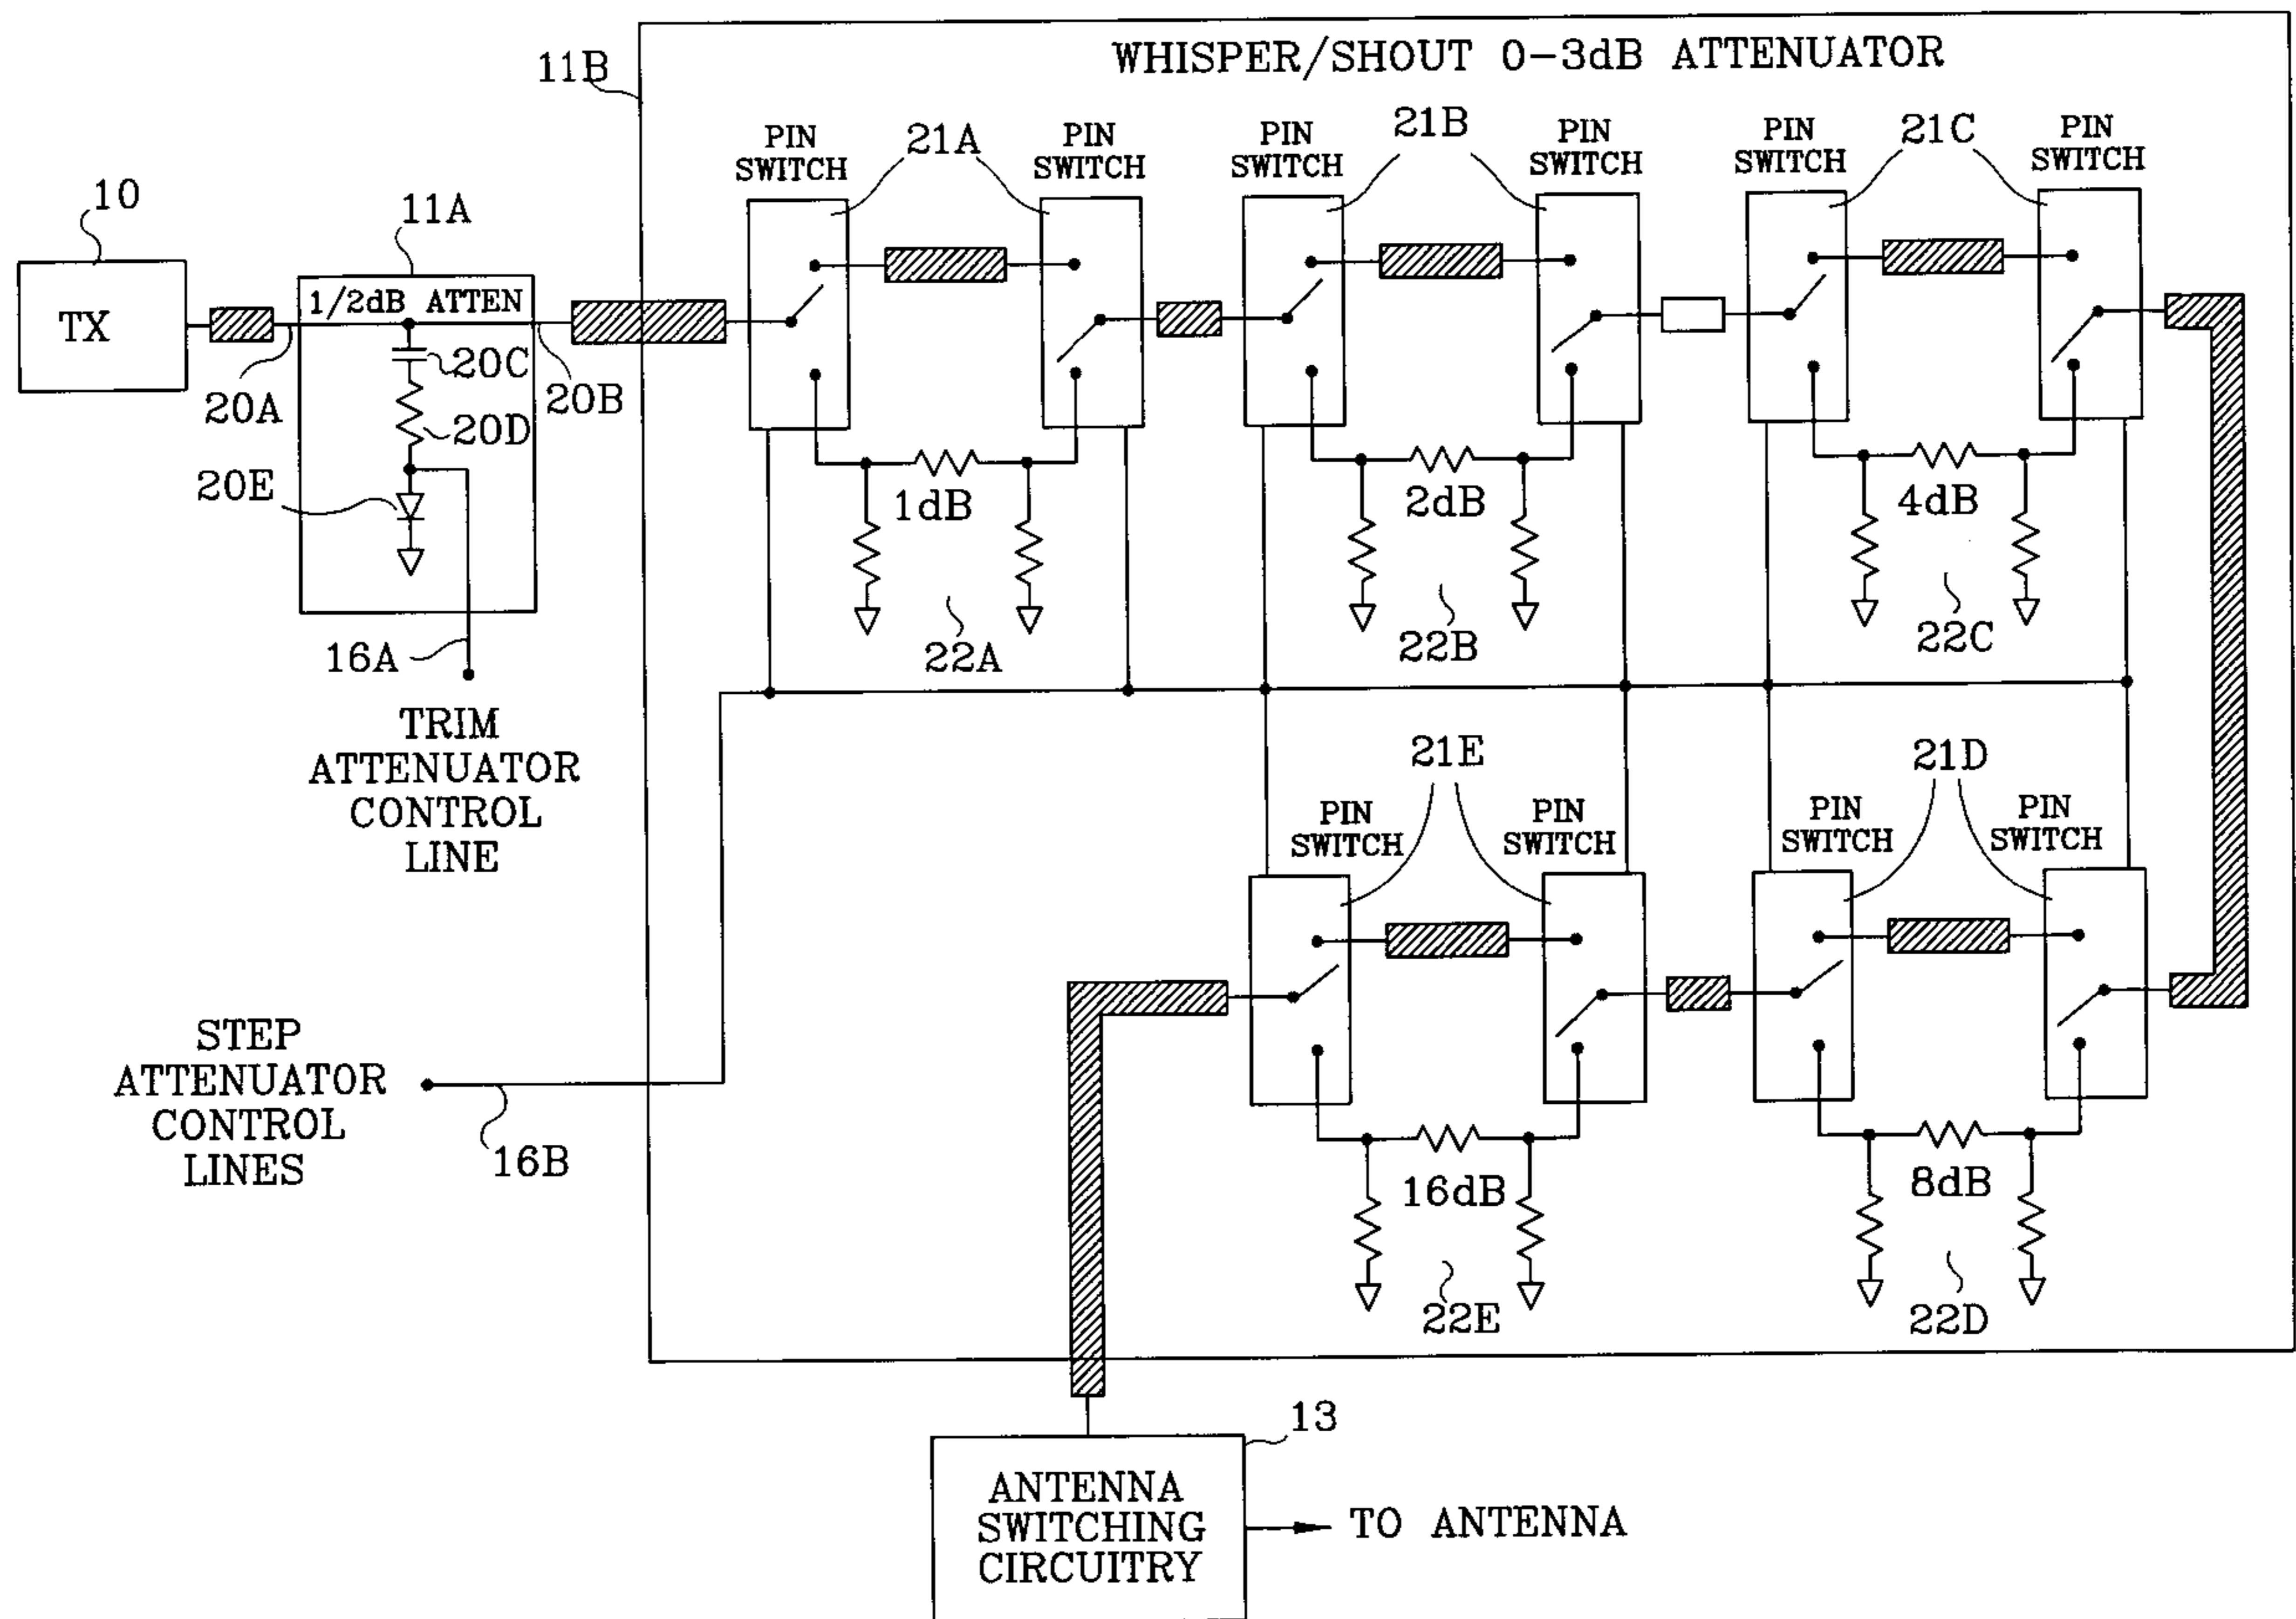 WHISPER/SHOUT 0-3dB ATTENUATOR
11B
PIN
SWITCH
21A
PIN
SWITCH
PIN
SWITCH
21B
PIN
SWITCH
PIN
SWITCH
21C
PIN
SWITCH
10
11A
TX
1/2dB ATTEN
20A
20C
20B
20D
20E
1dB
2dB
4dB
16A
22A
22B
22C
TRIM
ATTENUATOR
CONTROL
LINE
21E
21D
PIN
SWITCH
PIN
SWITCH
PIN
SWITCH
PIN
SWITCH
STEP
ATTENUATOR
CONTROL
LINES
16B
16dB
8dB
22E
22D
13
ANTENNA
SWITCHING
CIRCUITRY
TO ANTENNA